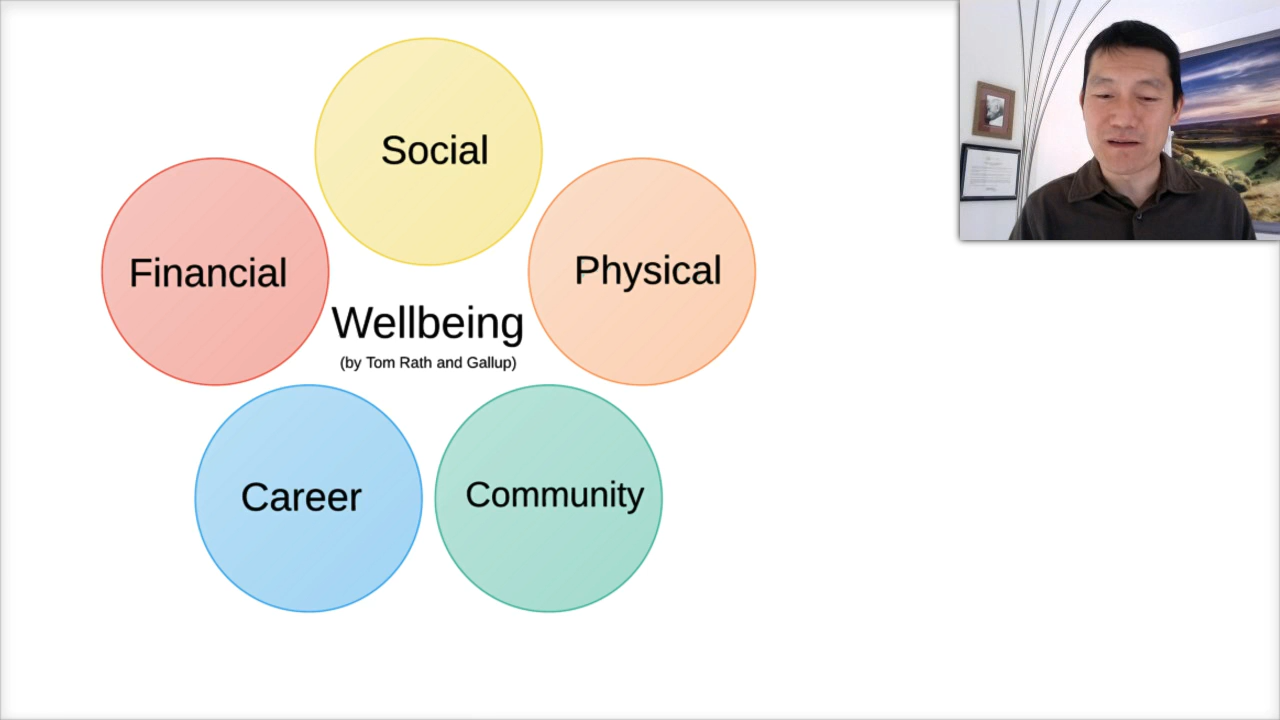 Social
Financial
Physical
Wellbeing
(by Tom Rath and Gallup)
Career
Community